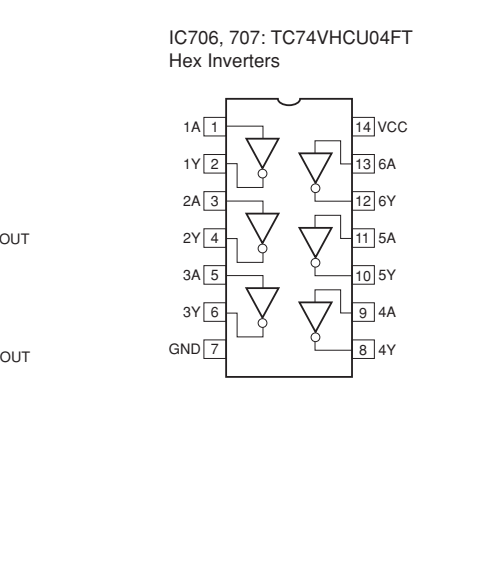 IC706, 707: TC74VHCU04FT
Hex Inverters
1A 1 14 VCC
1Y 2 13 6A
2A 3 12 6Y
OUT
2Y 4 11 5A
3A 5 10 5Y
3Y 6 9 4A
GND 7 8 4Y
OUT